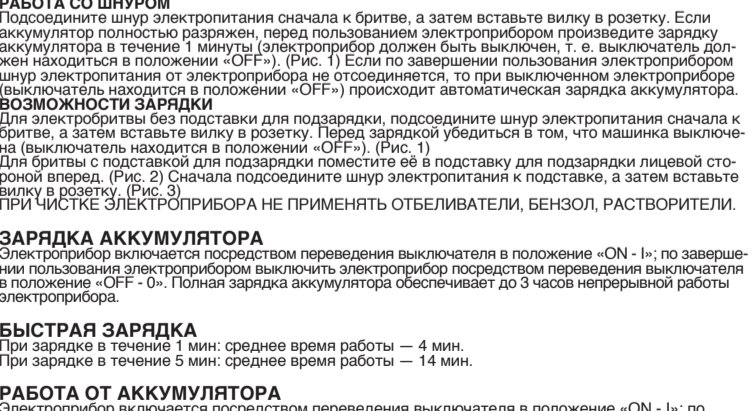 РАБОТА СО ШНУРОМ
Подсоедините шнур электропитания сначала к бритве, а затем вставьте вилку в розетку. Если
аккумулятор полностью разряжен, перед пользованием электроприбором произведите зарядку
аккумулятора в течение 1 минуты (электроприбор должен быть выключен, т. е. выключатель дол-
жен находиться в положении «OFF»). (Рис. 1) Если по завершении пользования электроприбором
шнур электропитания от электроприбора не отсоединяется, то при выключенном электроприборе
(выключатель находится в положении «OFF») происходит автоматическая зарядка аккумулятора.
ВОЗМОЖНОСТИ ЗАРЯДКИ
Для электробритвы без подставки для подзарядки, подсоедините шнур электропитания сначала к
бритве, а затем вставьте вилку в розетку. Перед зарядкой убедиться в том, что машинка выключе-
на (выключатель находится в положении «OFF»). (Рис. 1)
Для бритвы с подставкой для подзарядки поместите её в подставку для подзарядки лицевой сто-
роной вперед. (Рис. 2) Сначала подсоедините шнур электропитания к подставке, а затем вставьте
вилку в розетку. (Рис. 3)
ПРИ ЧИСТКЕ ЭЛЕКТРОПРИБОРА НЕ ПРИМЕНЯТЬ ОТБЕЛИВАТЕЛИ, БЕНЗОЛ, РАСТВОРИТЕЛИ.
ЗАРЯДКА АККУМУЛЯТОРА
Электроприбор включается посредством переведения выключателя в положение «ON - I»; по заверше-
нии пользования электроприбором выключить электроприбор посредством переведения выключателя
в положение «OFF - 0». Полная зарядка аккумулятора обеспечивает до 3 часов непрерывной работы
электроприбора.
БЫСТРАЯ ЗАРЯДКА
При зарядке в течение 1 мин: среднее время работы — 4 мин.
При зарядке в течение 5 мин: среднее время работы — 14 мин.
РАБОТА ОТ АККУМУЛЯТОРА
Электроприбор включается посредством переведения выключателя в положение «ON - I»; по